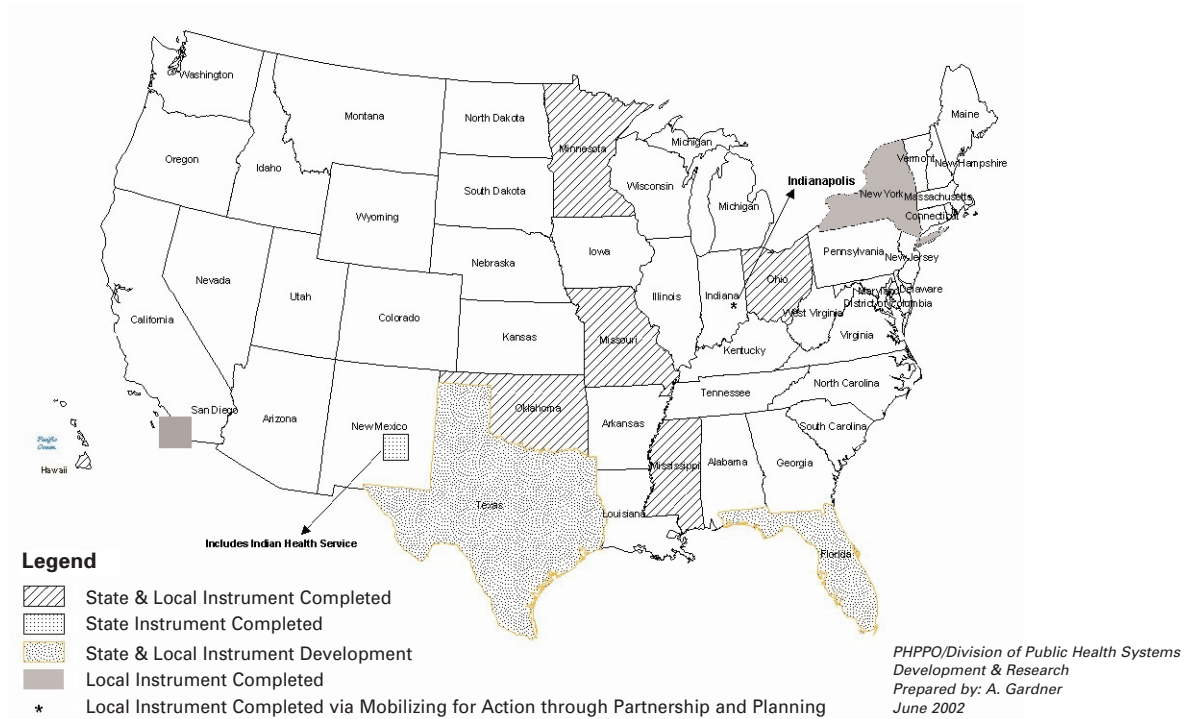 Washington
Montana
North Dakota
Minnesota
Michigan
Maine
Oregon
Idaho
South Dakota
Wisconsin
Michigan
Vermont
New Hampshire
Indianapolis
New York
Massachusetts
Connecticut
Wyoming
Iowa
Pennsylvania
New Jersey
Nebraska
Nevada
Utah
Colorado
Illinois
Indiana
*
Ohio
Maryland
Delaware
District of Columbia
West Virginia
Virginia
California
Kansas
Missouri
Kentucky
San Diego
Arizona
New Mexico
Oklahoma
Arkansas
Tennessee
North Carolina
South Carolina
Pacific
Ocean
Hawaii
Mississippi
Alabama
Georgia
Texas
Louisiana
Florida
Includes Indian Health Service
Legend
State & Local Instrument Completed
State Instrument Completed
State & Local Instrument Development
Local Instrument Completed
* Local Instrument Completed via Mobilizing for Action through Partnership and Planning
PHPPO/Division of Public Health Systems
Development & Research
Prepared by: A. Gardner
June 2002